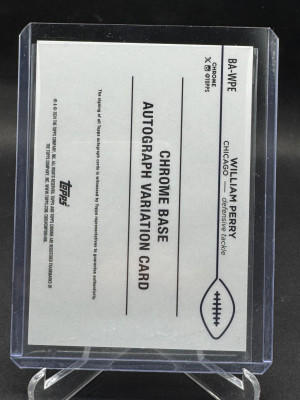 BA-WPE
CHROME
@TOPPS
WILLIAM PERRY
CHICAGO — defensive tackle
CHROME BASE
AUTOGRAPH VARIATION CARD
The signing of all Topps autograph cards is witnessed by Topps representatives to guarantee authenticity.
topps